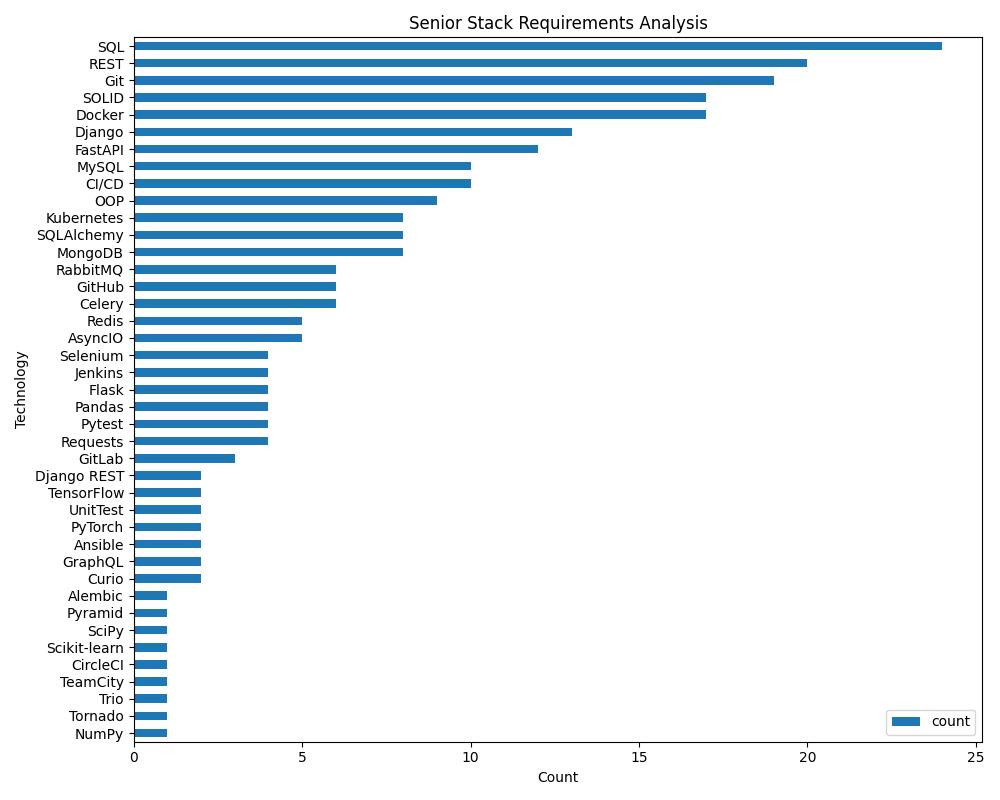 Senior Stack Requirements Analysis
SQL
REST
Git
SOLID
Docker
Django
FastAPI
MySQL
CI/CD
OOP
Kubernetes
SQLAlchemy
MongoDB
RabbitMQ
GitHub
Celery
Redis
AsyncIO
Selenium
Jenkins
Flask
Pandas
Pytest
Requests
GitLab
Django REST
TensorFlow
UnitTest
PyTorch
Ansible
GraphQL
Curio
Alembic
Pyramid
SciPy
Scikit-learn
CircleCI
TeamCity
Trio
Tornado
NumPy
Technology
count
0 5 10 15 20 25
Count